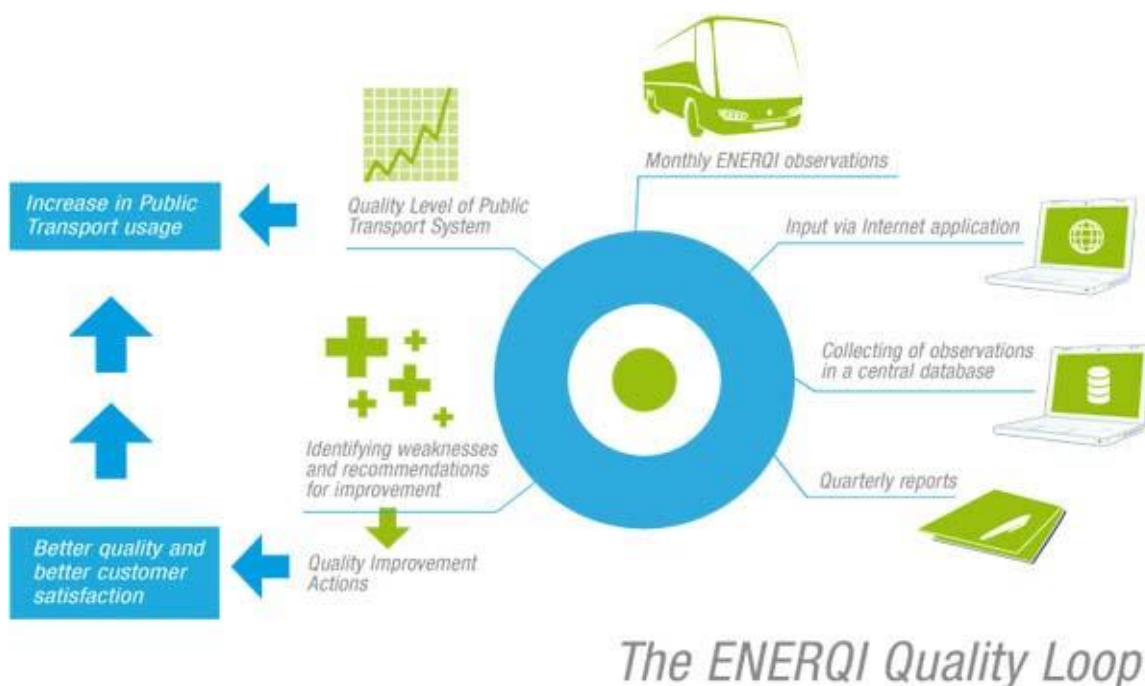 Monthly ENERQI observations
Input via Internet application
Collecting of observations
in a central database
Quarterly reports
Identifying weaknesses
and recommendations
for improvement
Quality Improvement
Actions
Better quality and
better customer
satisfaction
Quality Level of Public
Transport System
Increase in Public
Transport usage
The ENERQI Quality Loop